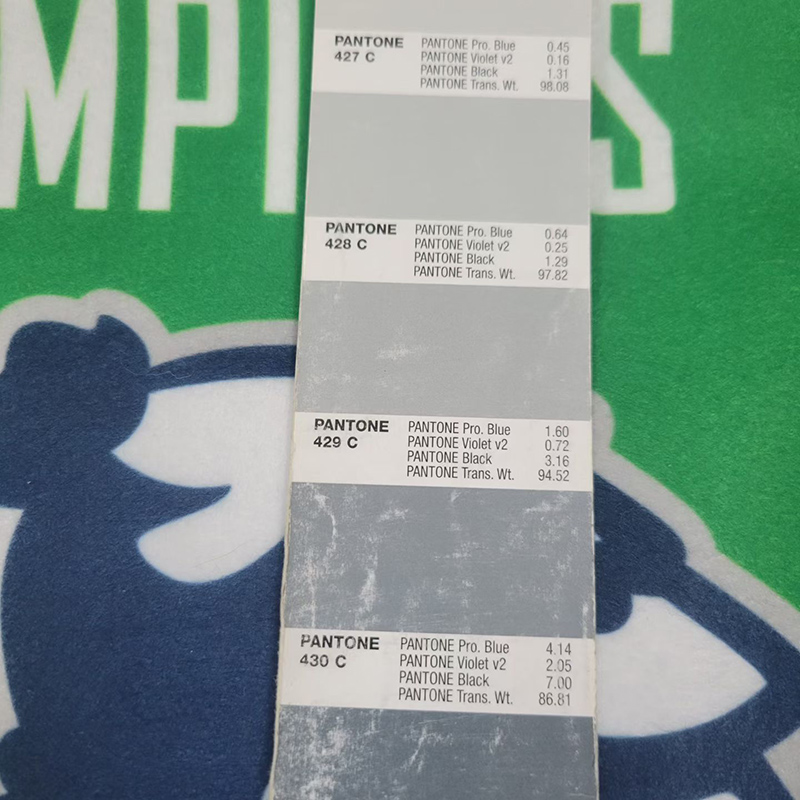 MPI S
PANTONE PANTONE Pro. Blue 0.45
427 C PANTONE Violet v2 0.16
PANTONE Black 1.31
PANTONE Trans. Wt. 98.08
PANTONE PANTONE Pro. Blue 0.64
428 C PANTONE Violet v2 0.25
PANTONE Black 1.29
PANTONE Trans. Wt. 97.82
PANTONE PANTONE Pro. Blue 1.60
429 C PANTONE Violet v2 0.72
PANTONE Black 3.16
PANTONE Trans. Wt. 94.52
PANTONE PANTONE Pro. Blue 4.14
430 C PANTONE Violet v2 2.05
PANTONE Black 7.00
PANTONE Trans. Wt. 86.81